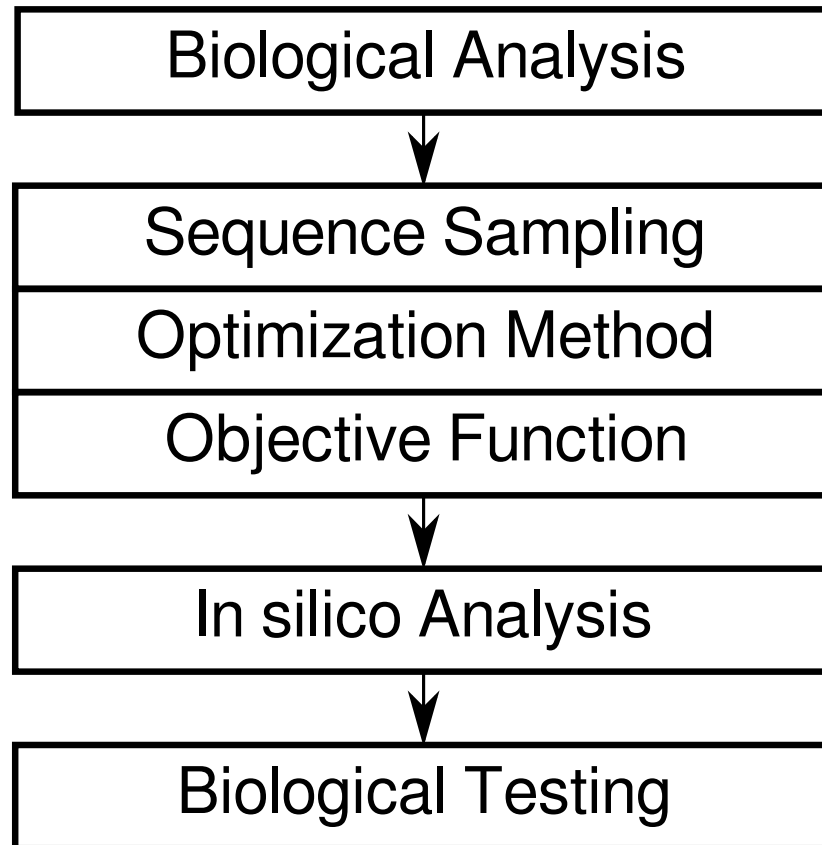 Biological Analysis
Sequence Sampling
Optimization Method
Objective Function
In silico Analysis
Biological Testing